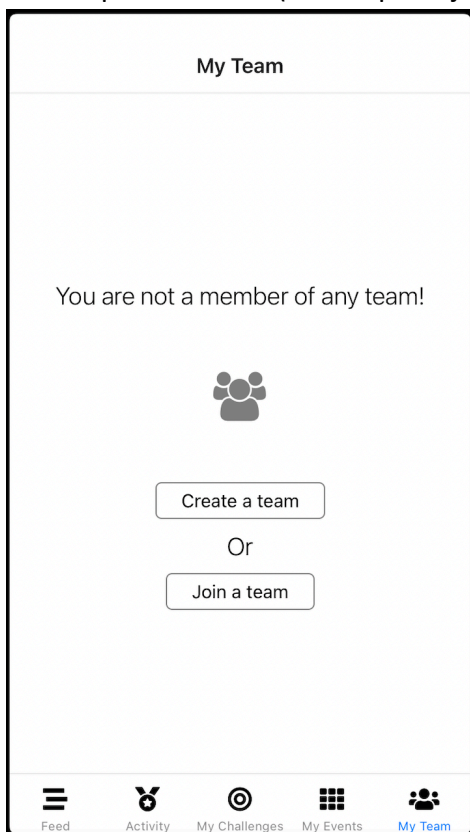 My Team
You are not a member of any team!
Create a team
Or
Join a team
Feed Activity My Challenges My Events My Team